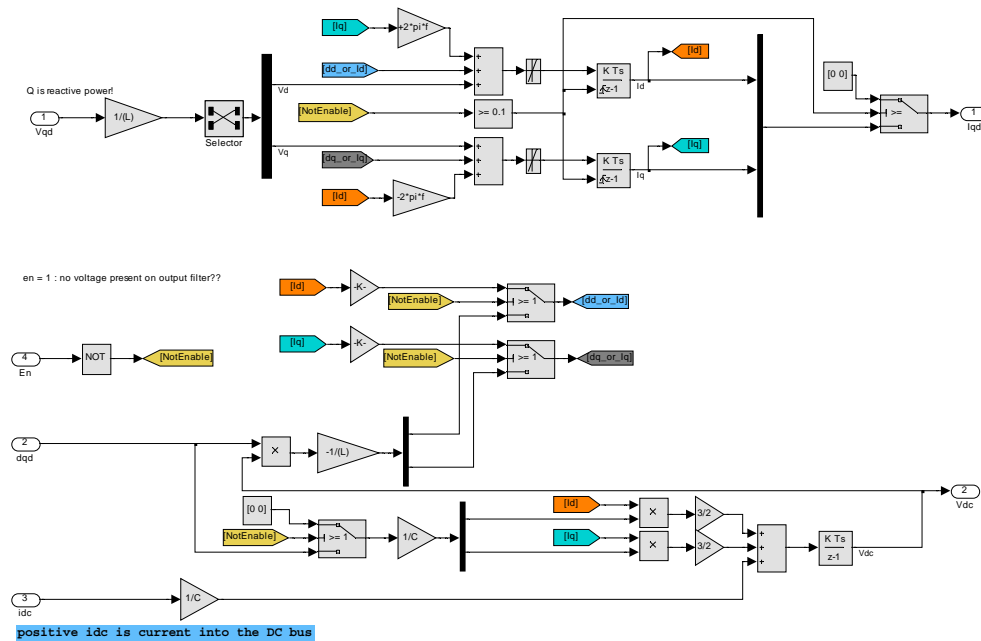 [Iq]
+2*pi*f
[Id]
[0 0]
[dd_or_Id]
K Ts
z-1
Id
Q is reactive power!
Vd
1
Vqd
1/(L)
Selector
[NotEnable]
>= 0.1
>=
1
Iqd
Vq
[dq_or_Iq]
K Ts
z-1
Iq
[Iq]
[Id]
-2*pi*f
en = 1 : no voltage present on output filter??
[Id]
-K-
[NotEnable]
>= 1
[dd_or_Id]
[Iq]
-K-
[NotEnable]
>= 1
[dq_or_Iq]
4
En
NOT
[NotEnable]
2
dqd
×
-1/(L)
2
Vdc
[0 0]
[NotEnable]
>= 1
1/C
[Id]
×
3/2
[Iq]
×
3/2
K Ts
z-1
Vdc
3
idc
1/C
positive idc is current into the DC bus